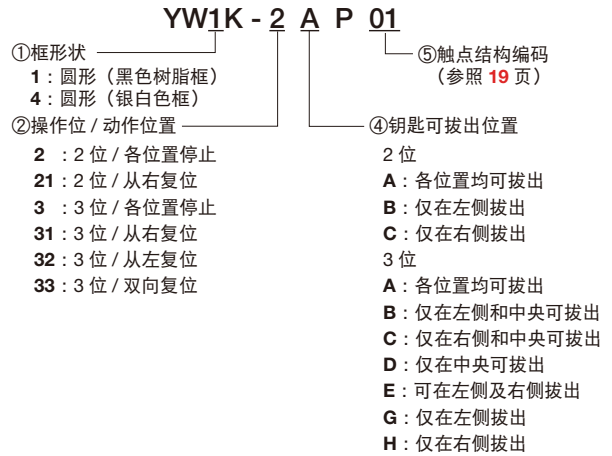 YW1K - 2 A P 01
①框形状
1：圆形（黑色树脂框）
4：圆形（银白色框）
②操作位 / 动作位置
2 ：2 位 / 各位置停止
21：2 位 / 从右复位
3 ：3 位 / 各位置停止
31：3 位 / 从右复位
32：3 位 / 从左复位
33：3 位 / 双向复位
⑤触点结构编码
（参照 19 页）
④钥匙可拔出位置
2 位
A：各位置均可拔出
B：仅在左侧拔出
C：仅在右侧拔出
3 位
A：各位置均可拔出
B：仅在左侧和中央可拔出
C：仅在右侧和中央可拔出
D：仅在中央可拔出
E：可在左侧及右侧拔出
G：仅在左侧拔出
H：仅在右侧拔出